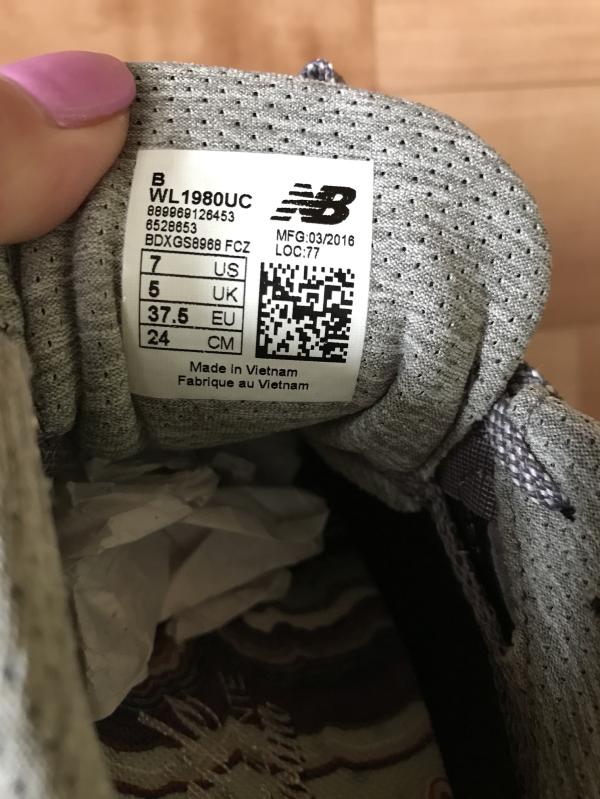 B
WL1980UC
889969126453
6528653
BDXGS8968 FCZ
NB
MFG:03/2016
LOC:77
7 US
5 UK
37.5 EU
24 CM
Made in Vietnam
Fabrique au Vietnam